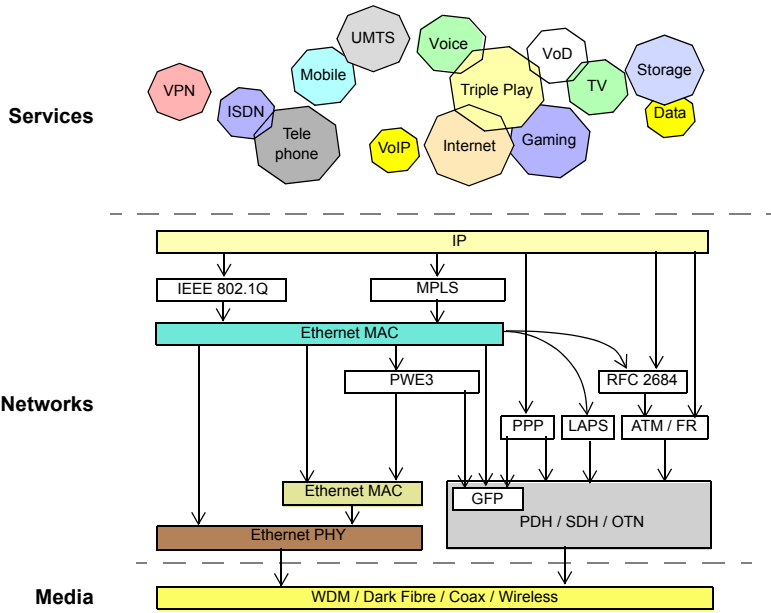 UMTS
Voice
VoD
Mobile
Storage
VPN
Triple Play
TV
ISDN
Data
Services
Tele
phone
VoIP
Internet
Gaming
IP
IEEE 802.1Q
MPLS
Ethernet MAC
PWE3
RFC 2684
Networks
PPP
LAPS
ATM / FR
Ethernet MAC
GFP
PDH / SDH / OTN
Ethernet PHY
Media
WDM / Dark Fibre / Coax / Wireless